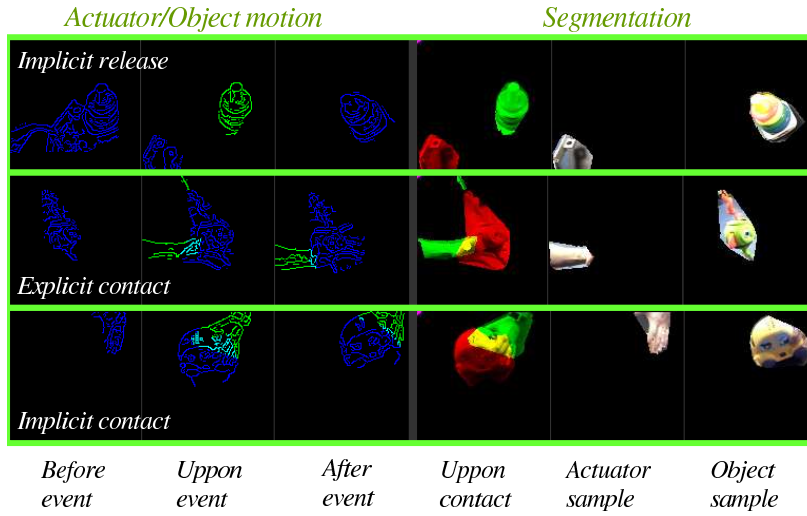 Actuator/Object motion
Segmentation
Implicit release
Explicit contact
Implicit contact
Before event
Uppon event
After event
Uppon contact
Actuator sample
Object sample